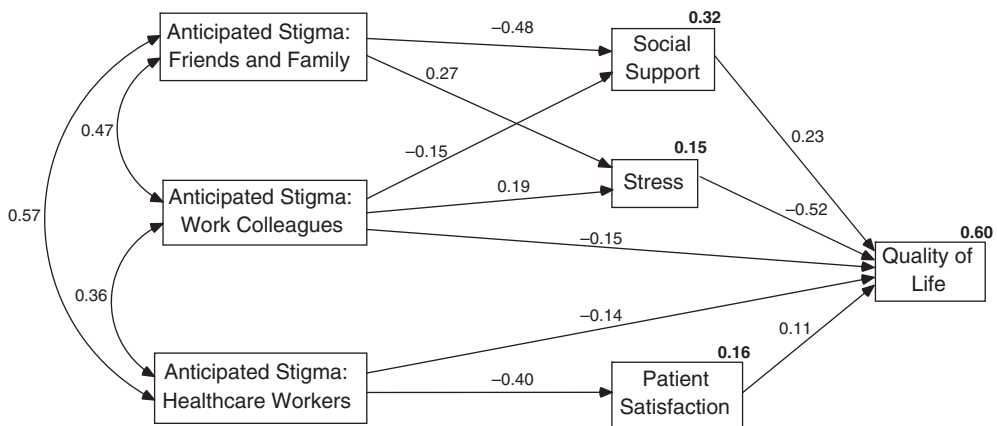 Anticipated Stigma:
Friends and Family
−0.48
0.32
Social
Support
0.27
0.47
−0.15
0.23
0.15
Stress
Anticipated Stigma:
Work Colleagues
0.19
−0.52
0.57
−0.15
0.60
Quality of
Life
0.36
−0.14
0.11
Anticipated Stigma:
Healthcare Workers
−0.40
0.16
Patient
Satisfaction